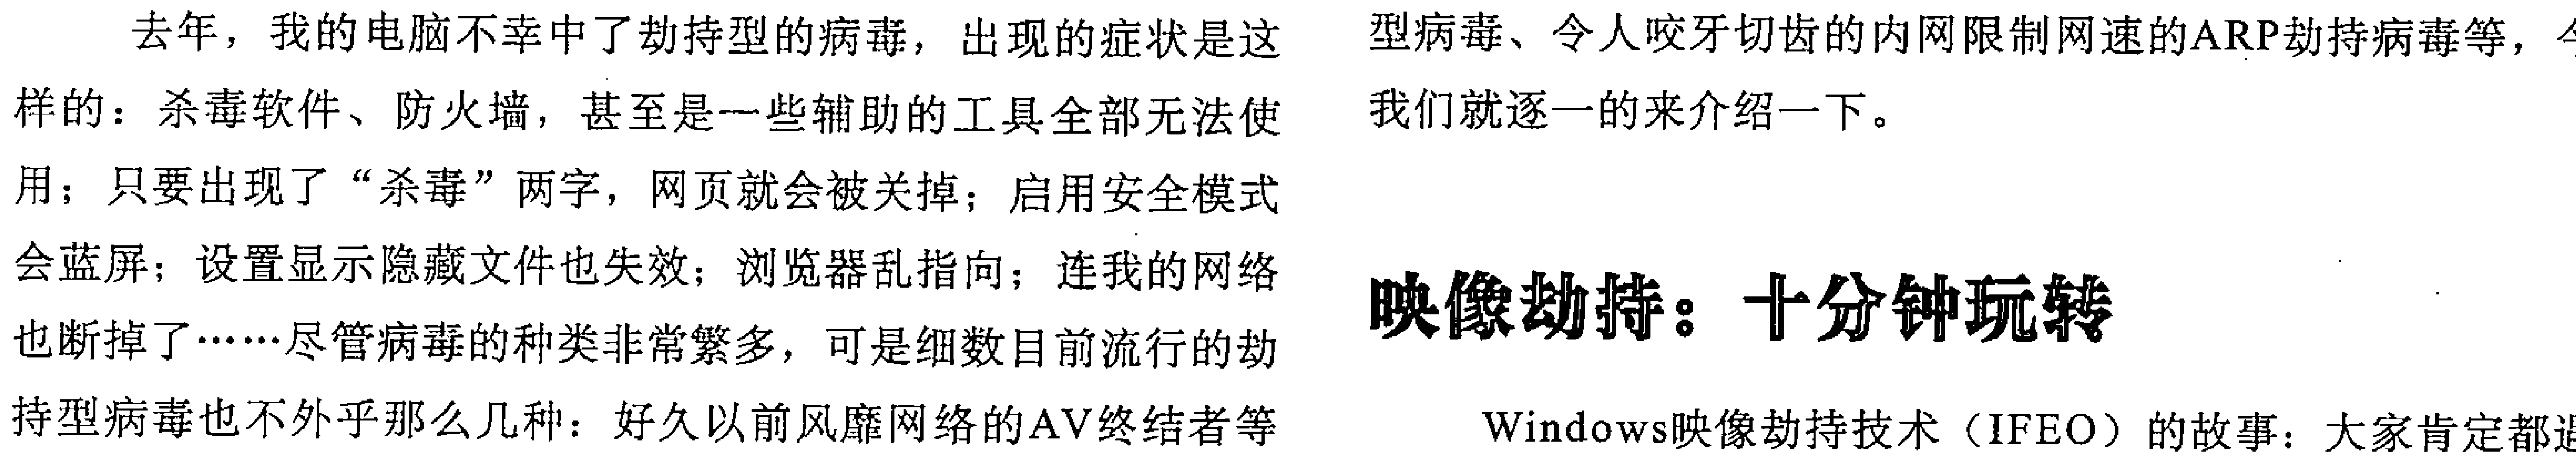 去年，我的电脑不幸中了劫持型的病毒，出现的症状是这
样的：杀毒软件、防火墙，甚至是一些辅助的工具全部无法使
用；只要出现了“杀毒”两字，网页就会被关掉；启用安全模式
会蓝屏；设置显示隐藏文件也失效；浏览器乱指向；连我的网络
也断掉了……尽管病毒的种类非常繁多，可是细数目前流行的劫
持型病毒也不外乎那么几种：好久以前风靡网络的AV终结者等
型病毒、令人咬牙切齿的内网限制网速的ARP劫持病毒等，
我们就逐一的来介绍一下。
映像劫持：十分钟玩转
Windows映像劫持技术（IFEO）的故事：大家肯定都